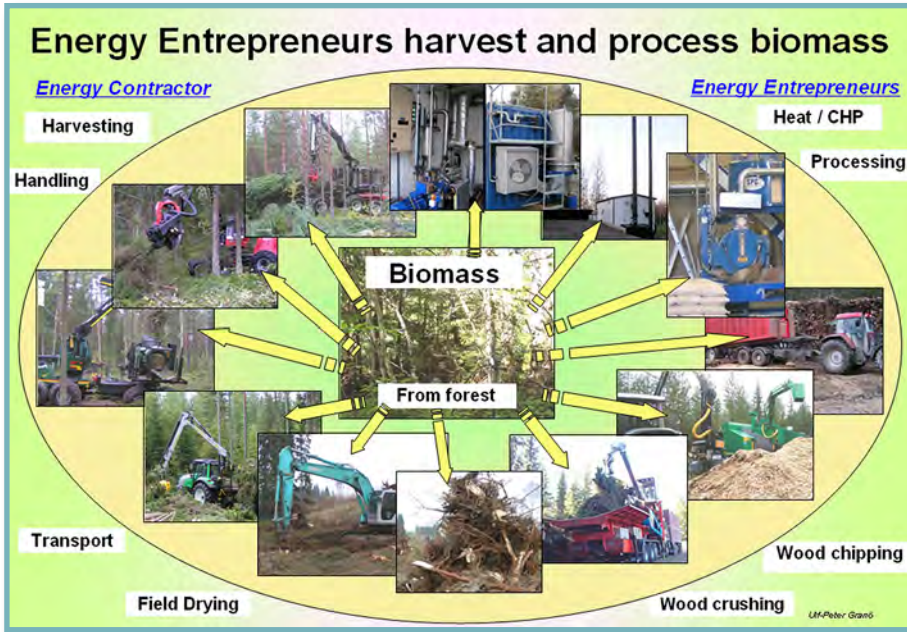 Energy Entrepreneurs harvest and process biomass
Energy Contractor
Energy Entrepreneurs
Harvesting
Heat / CHP
Handling
Processing
Biomass
From forest
Transport
Wood chipping
Field Drying
Wood crushing
Ulf-Peter Granö